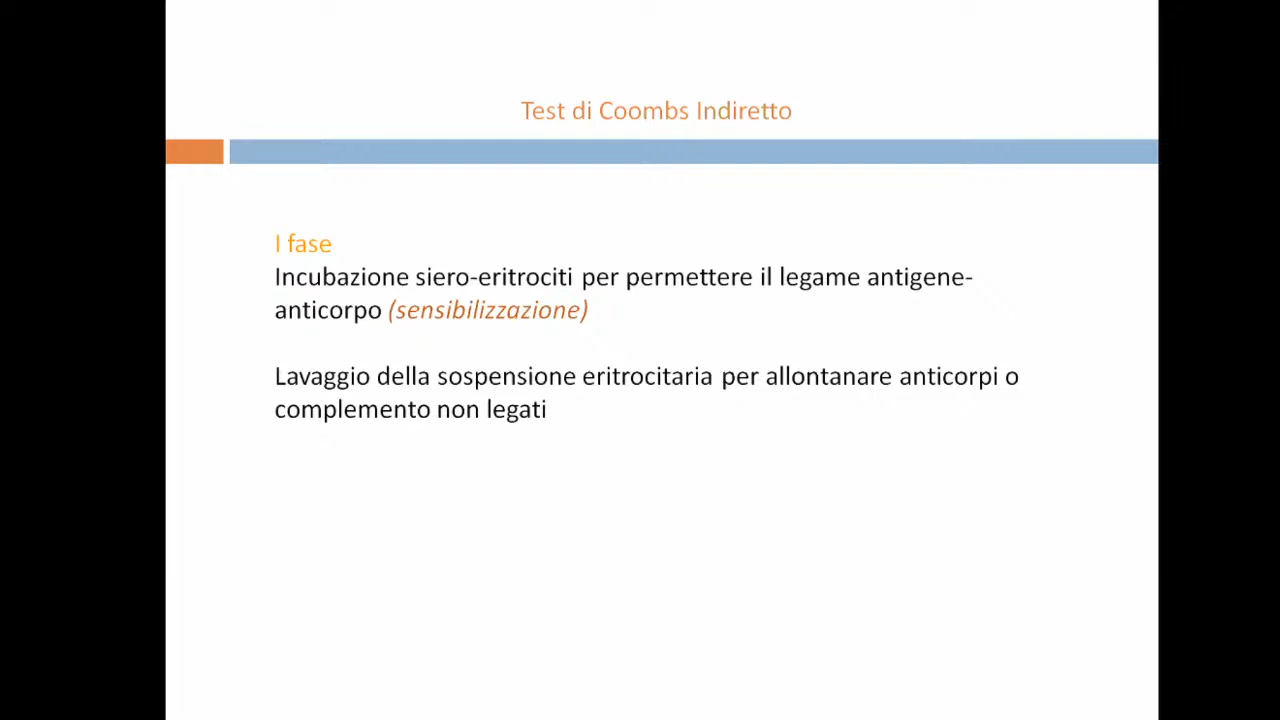 Test di Coombs Indiretto
I fase
Incubazione siero-eritrociti per permettere il legame antigene-
anticorpo (sensibilizzazione)
Lavaggio della sospensione eritrocitaria per allontanare anticorpi o
complemento non legati